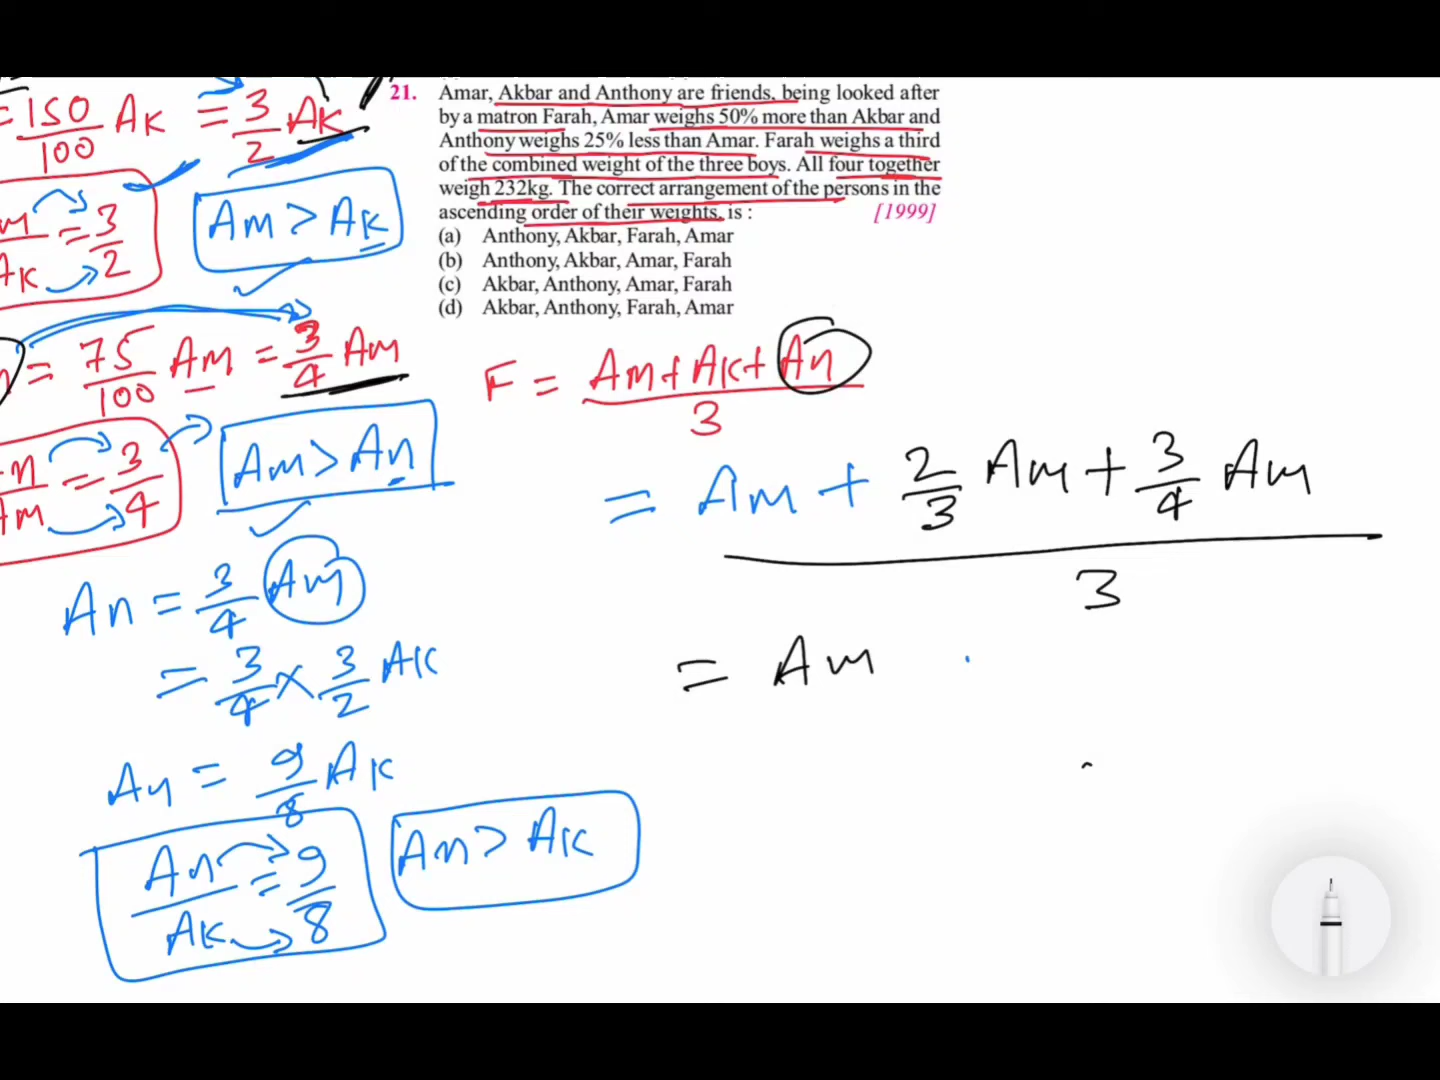 = 150/100 Ak = 3/2 Ak
m/Ak = 3/2
Am > Ak
= 75/100 Am = 3/4 Am
n/Am = 3/4
Am > An
An = 3/4 Am
= 3/4 × 3/2 AK
An = 9/8 AK
An/AK = 9/8
An > AK
21. Amar, Akbar and Anthony are friends, being looked after
by a matron Farah, Amar weighs 50% more than Akbar and
Anthony weighs 25% less than Amar. Farah weighs a third
of the combined weight of the three boys. All four together
weigh 232kg. The correct arrangement of the persons in the
ascending order of their weights, is : [1999]
(a) Anthony, Akbar, Farah, Amar
(b) Anthony, Akbar, Amar, Farah
(c) Akbar, Anthony, Amar, Farah
(d) Akbar, Anthony, Farah, Amar
F = Am + AK + An
3
= Am + 2/3 Am + 3/4 Am
3
= Am